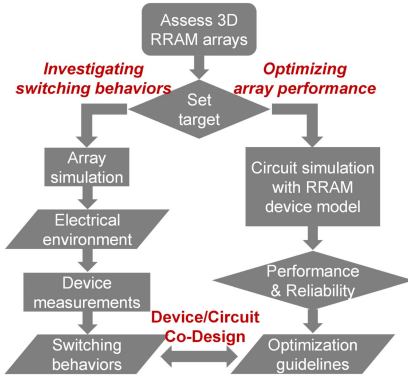 Assess 3D
RRAM arrays
Investigating
switching behaviors
Optimizing
array performance
Set
target
Array
simulation
Electrical
environment
Device
measurements
Switching
behaviors
Circuit simulation
with RRAM
device model
Performance
& Reliability
Device/Circuit
Co-Design
Optimization
guidelines